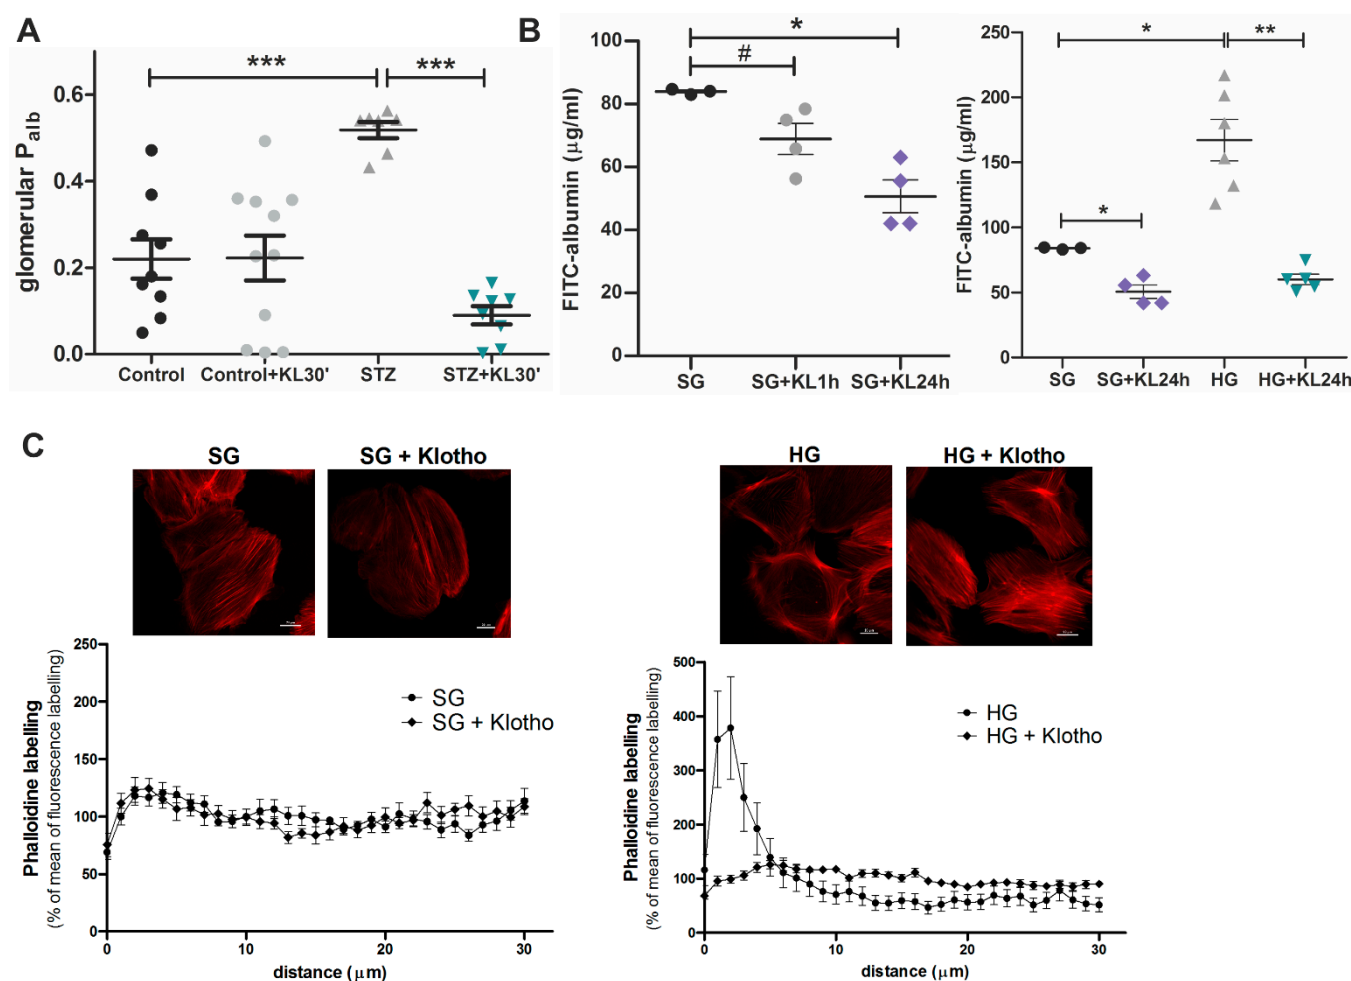 A
glomerular Palb
0.6
0.4
0.2
0.0
***
***
Control
Control+KL30'
STZ
STZ+KL30'
B
FITC-albumin (µg/ml)
100
80
60
40
20
0
*
#
SG
SG+KL1h
SG+KL24h
FITC-albumin (µg/ml)
250
200
150
100
50
0
*
**
*
SG
SG+KL24h
HG
HG+KL24h
C
SG
SG + Klotho
HG
HG + Klotho
Phalloidine labelling
(% of mean of fluorescence labelling)
250
200
150
100
50
0
SG
SG + Klotho
0
10
20
30
distance (µm)
Phalloidine labelling
(% of mean of fluorescence labelling)
500
400
300
200
100
0
HG
HG + Klotho
0
10
20
30
distance (µm)